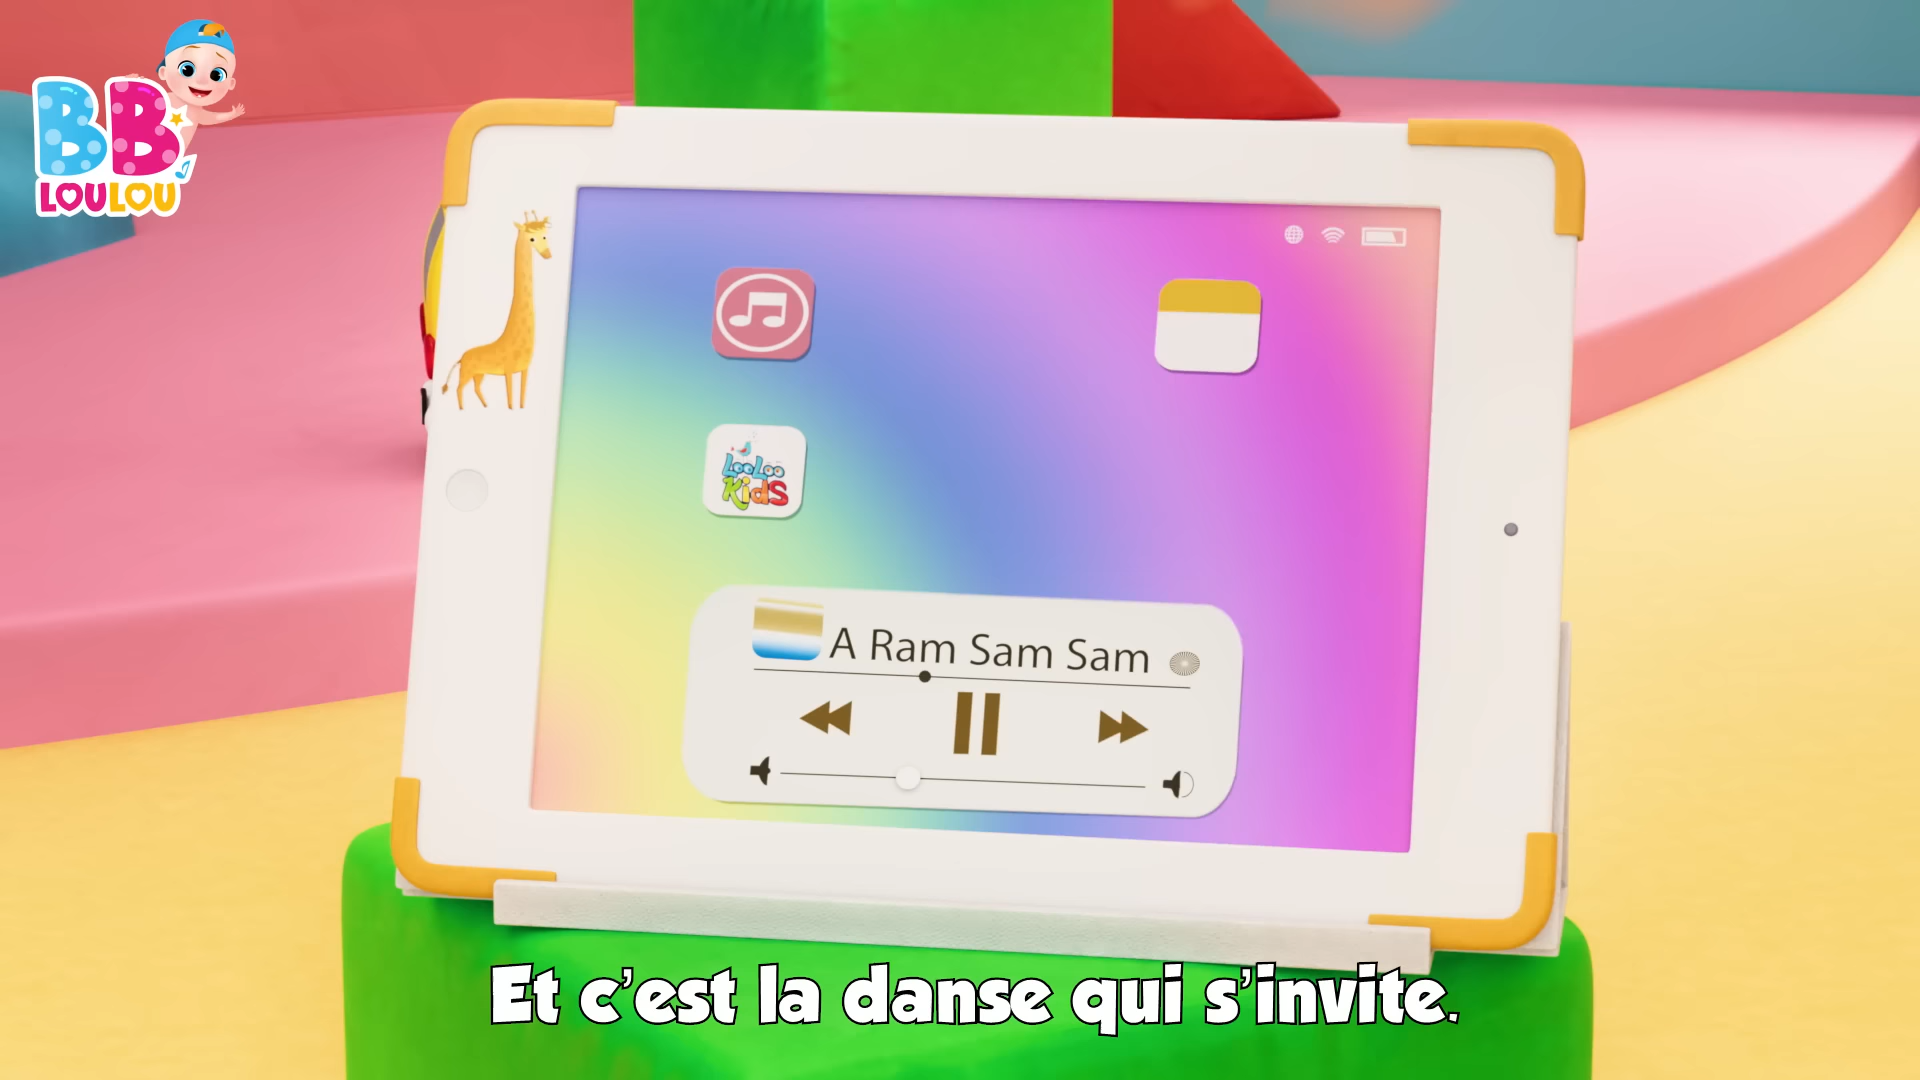 BB
LOULOU
LooLoo
Kids
A Ram Sam Sam
Et c'est la danse qui s'invite.